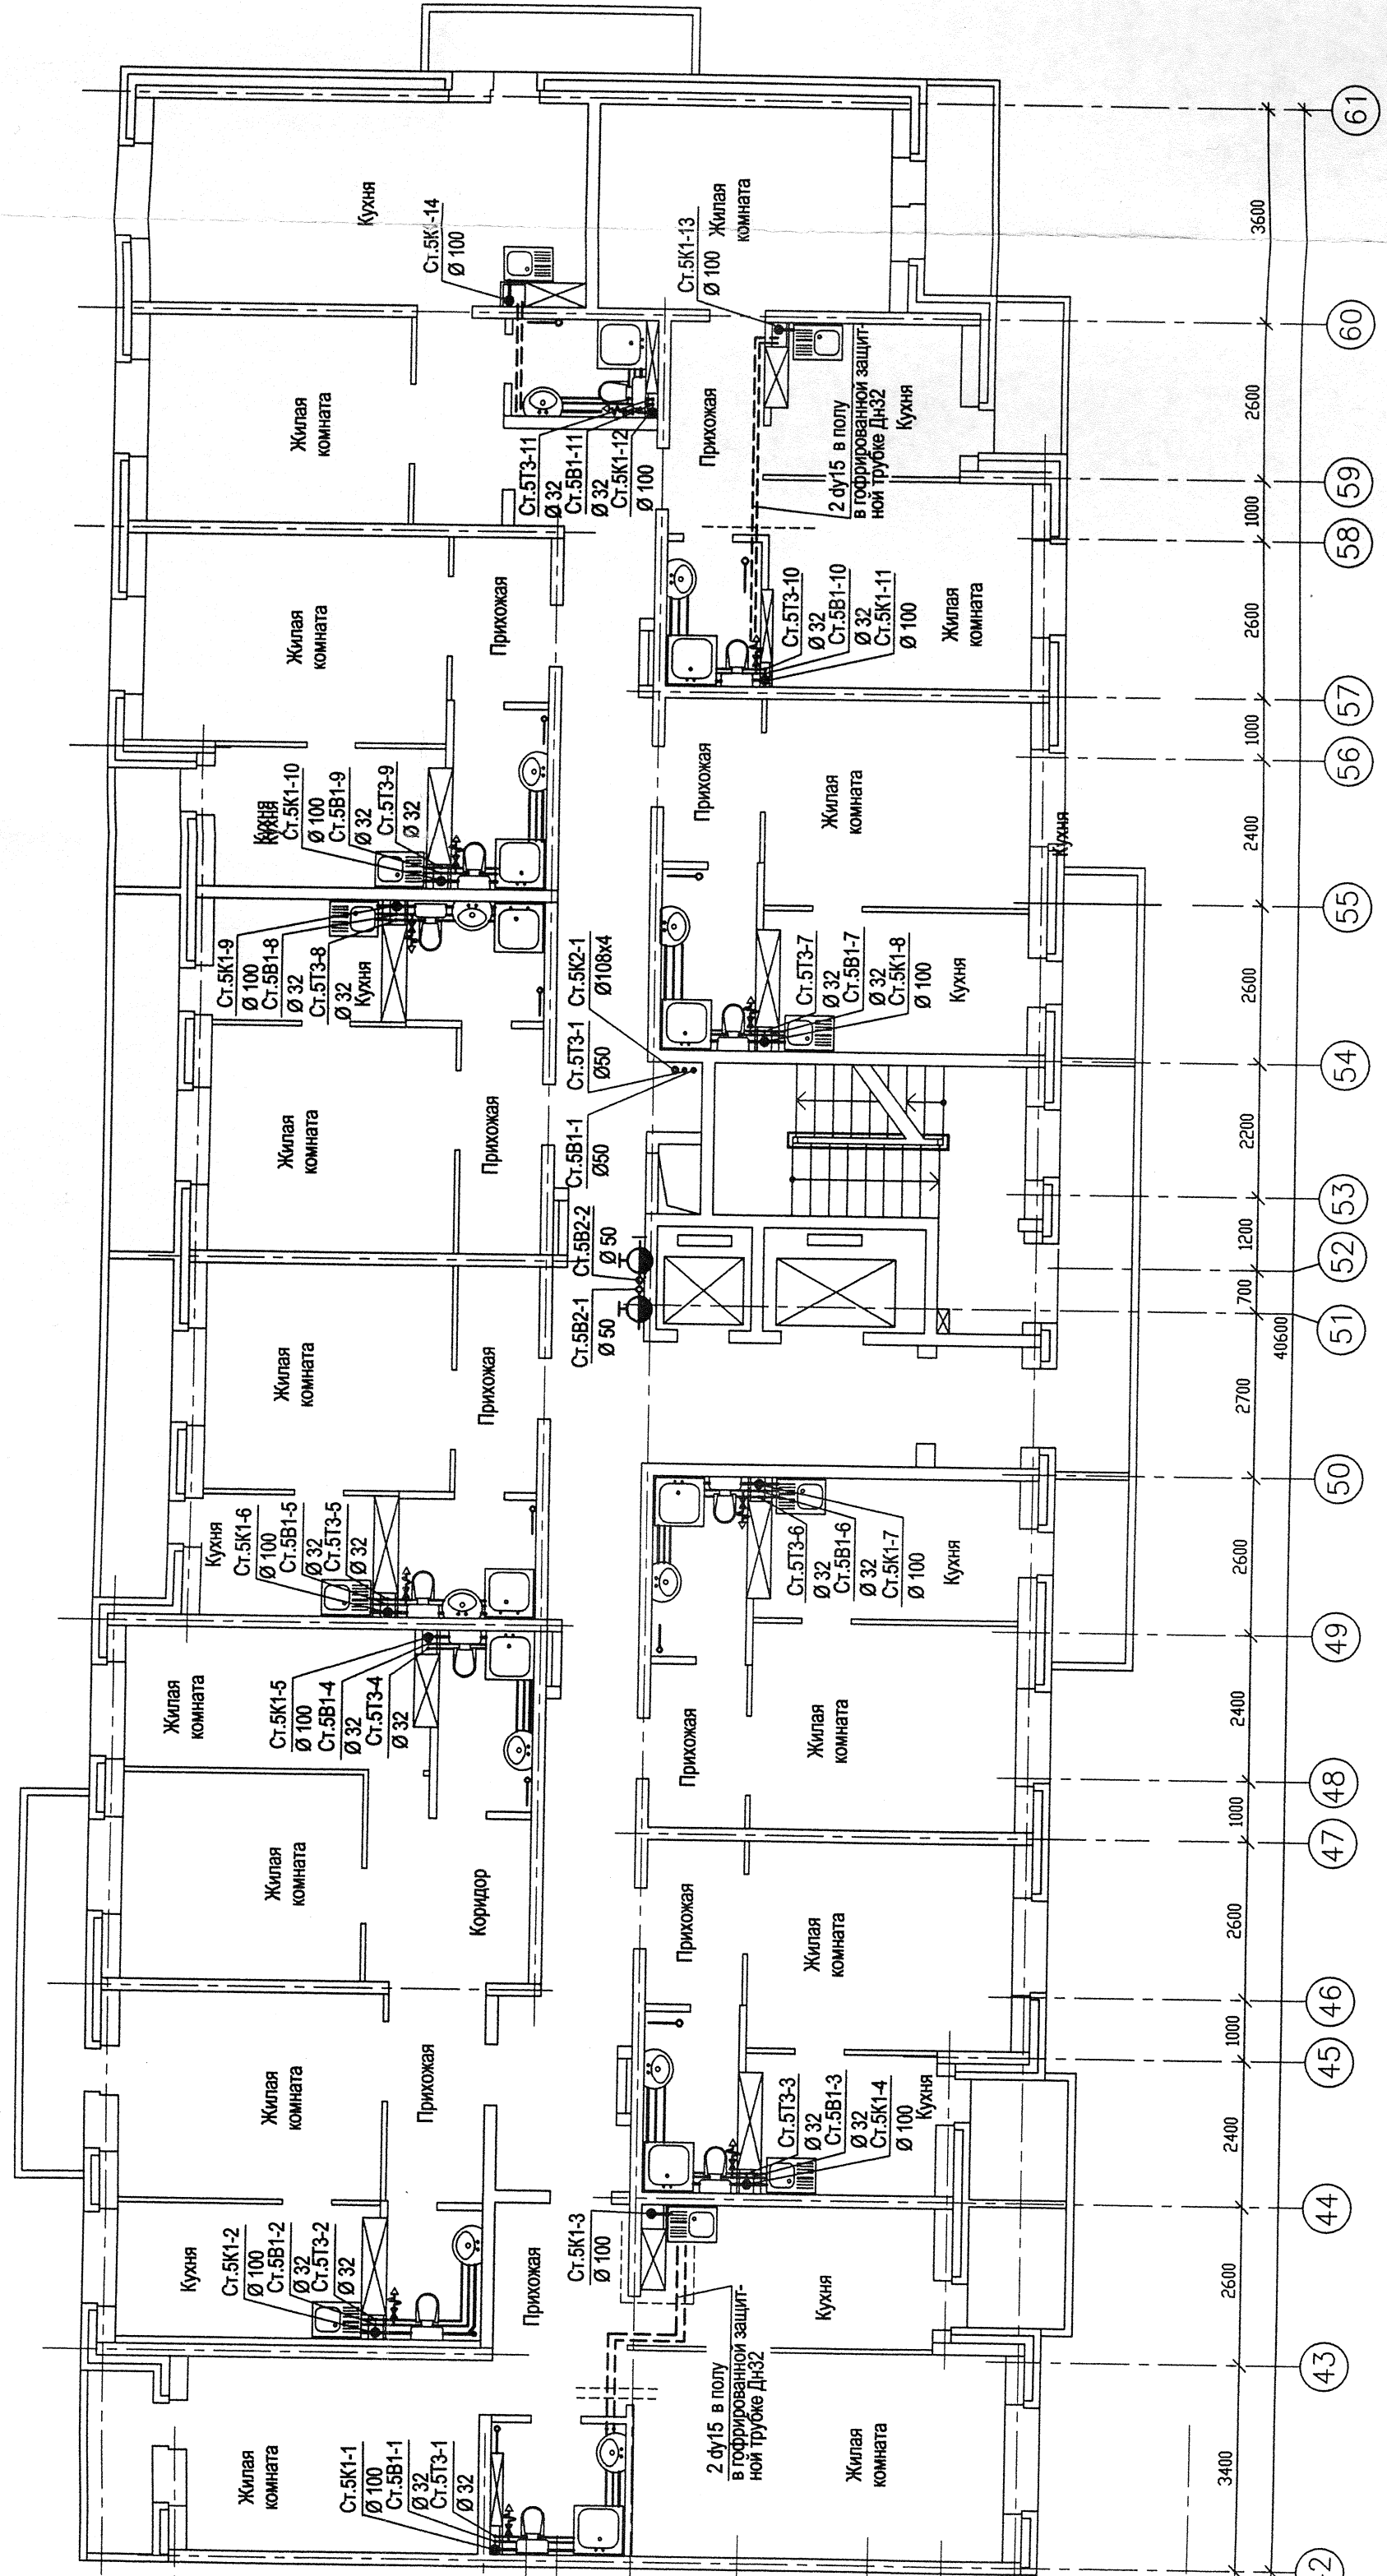 Кухня
Ст.5К1-14
Ø 100
Ст.5К1-13
Ø 100
Жилая
комната
Жилая
комната
Ст.5Т3-11
Ø 32
Ст.5В1-11
Ø 32
Ст.5К1-12
Ø 100
Прихожая
2 dy15 в полу
в гофрированной защит-
ной трубке Дн32
Кухня
Жилая
комната
Прихожая
Ст.5Т3-10
Ø 32
Ст.5В1-10
Ø 32
Ст.5К1-11
Ø 100
Жилая
комната
Кухня
Кухня
Ст.5К1-10
Ø 100
Ст.5В1-9
Ø 32
Ст.5Т3-9
Ø 32
Прихожая
Жилая
комната
Кухня
Ст.5К1-9
Ø 100
Ст.5В1-8
Ø 32
Ст.5Т3-8
Ø 32
Кухня
Ст.5К2-1
Ø108x4
Ст.5Т3-1
Ø50
Ст.5В1-1
Ø50
Ст.5Т3-7
Ø 32
Ст.5В1-7
Ø 32
Ст.5К1-8
Ø 100
Кухня
Жилая
комната
Прихожая
Ст.5В2-2
Ø 50
Ст.5В2-1
Ø 50
Жилая
комната
Прихожая
Кухня
Ст.5К1-6
Ø 100
Ст.5В1-5
Ø 32
Ст.5Т3-5
Ø 32
Ст.5Т3-6
Ø 32
Ст.5В1-6
Ø 32
Ст.5К1-7
Ø 100
Кухня
Жилая
комната
Ст.5К1-5
Ø 100
Ст.5В1-4
Ø 32
Ст.5Т3-4
Ø 32
Прихожая
Жилая
комната
Жилая
комната
Коридор
Прихожая
Жилая
комната
Жилая
комната
Прихожая
Ст.5Т3-3
Ø 32
Ст.5В1-3
Ø 32
Ст.5К1-4
Ø 100
Кухня
Кухня
Ст.5К1-2
Ø 100
Ст.5В1-2
Ø 32
Ст.5Т3-2
Ø 32
Прихожая
Ст.5К1-3
Ø 100
Кухня
2 dy15 в полу
в гофрированной защит-
ной трубке Дн32
Жилая
комната
Ст.5К1-1
Ø 100
Ст.5В1-1
Ø 32
Ст.5Т3-1
Ø 32
Жилая
комната
3400
2600
2400
1000
2600
1000
2400
2600
2700
700
1200
2200
2600
2400
1000
2600
1000
2600
3600
40600
43
44
45
46
47
48
49
50
51
52
53
54
55
56
57
58
59
60
61